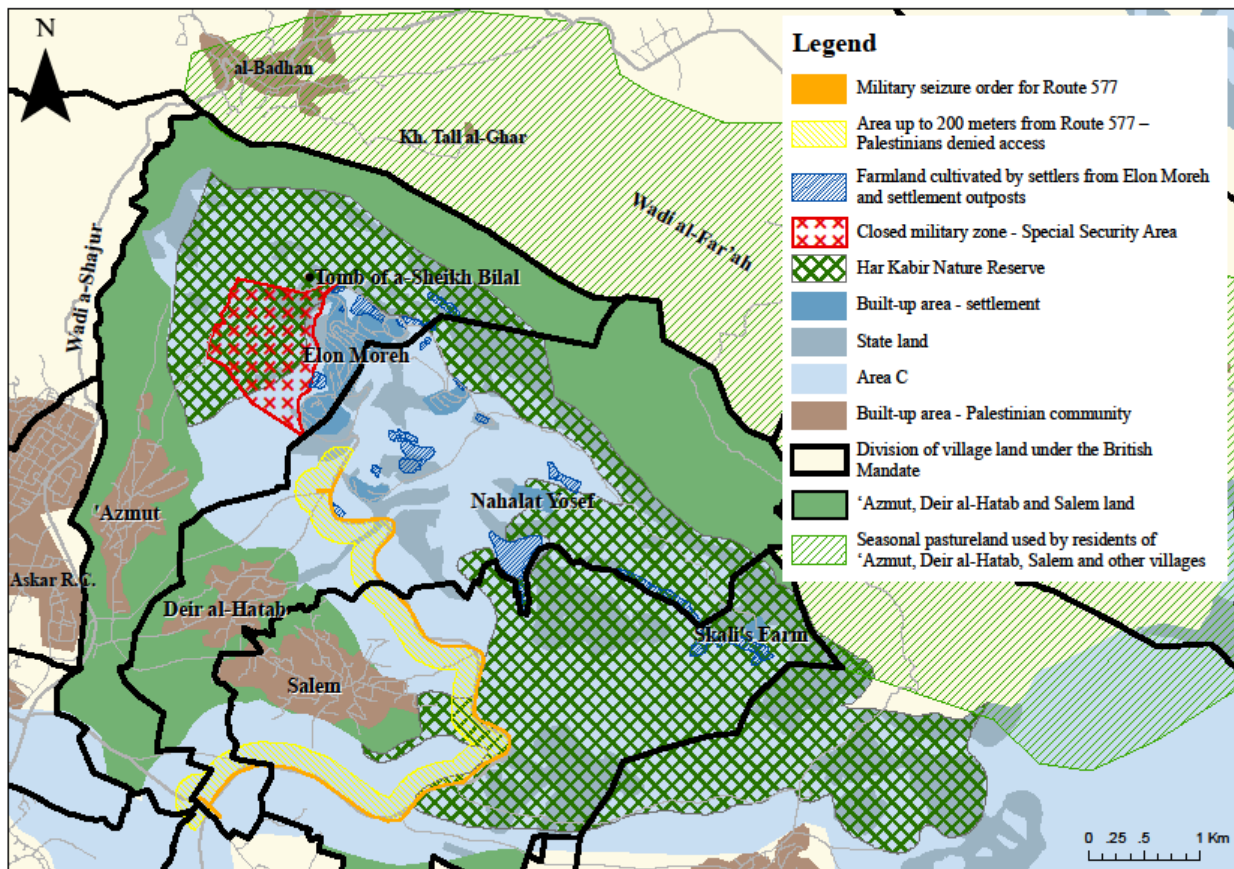 N
al-Badhan
Kh. Tall al-Ghar
Wadi al-Far'ah
Wadi a-Shajur
Tomb of a-Sheikh Bilal
Elon Moreh
'Azmut
Nahalat Yosef
Askar R.C.
Deir al-Hatab
Skali's Farm
Salem
Legend
Military seizure order for Route 577
Area up to 200 meters from Route 577 –
Palestinians denied access
Farmland cultivated by settlers from Elon Moreh
and settlement outposts
Closed military zone - Special Security Area
Har Kabir Nature Reserve
Built-up area - settlement
State land
Area C
Built-up area - Palestinian community
Division of village land under the British
Mandate
‘Azmut, Deir al-Hatab and Salem land
Seasonal pastureland used by residents of
‘Azmut, Deir al-Hatab, Salem and other villages
0 .25 .5 1 Km